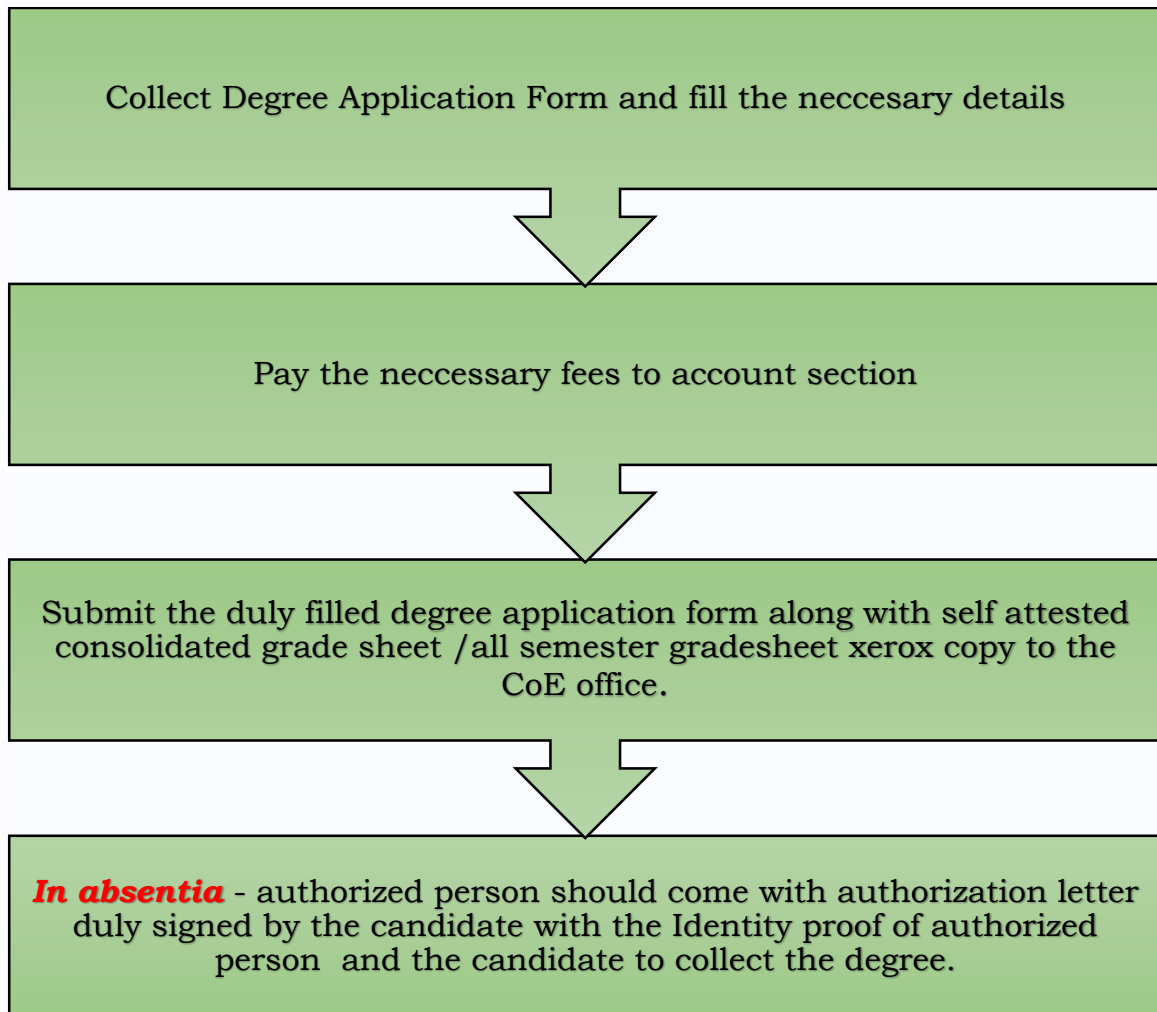 Collect Degree Application Form and fill the neccesary details
Pay the neccessary fees to account section
Submit the duly filled degree application form along with self attested
consolidated grade sheet /all semester gradesheet xerox copy to the
CoE office.
In absentia - authorized person should come with authorization letter
duly signed by the candidate with the Identity proof of authorized
person and the candidate to collect the degree.